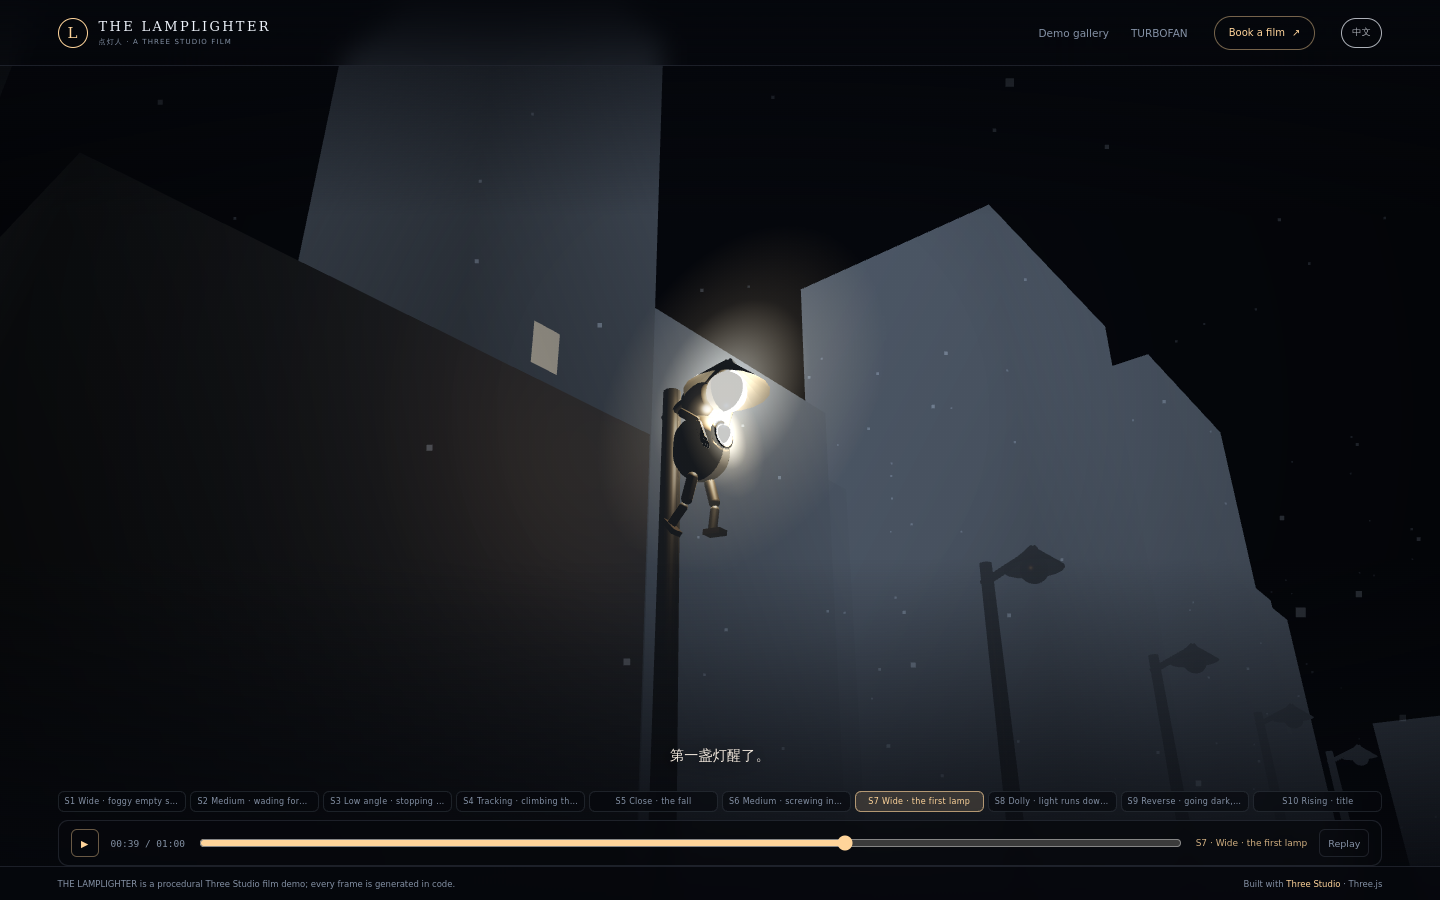 L
THE LAMPLIGHTER
点灯人 · A THREE STUDIO FILM
Demo gallery
TURBOFAN
Book a film ↗
中文
第一盏灯醒了。
S1 Wide · foggy empty s...
S2 Medium · wading for...
S3 Low angle · stopping ...
S4 Tracking · climbing th...
S5 Close · the fall
S6 Medium · screwing in...
S7 Wide · the first lamp
S8 Dolly · light runs dow...
S9 Reverse · going dark,...
S10 Rising · title
00:39 / 01:00
S7 · Wide · the first lamp
Replay
THE LAMPLIGHTER is a procedural Three Studio film demo; every frame is generated in code.
Built with Three Studio · Three.js